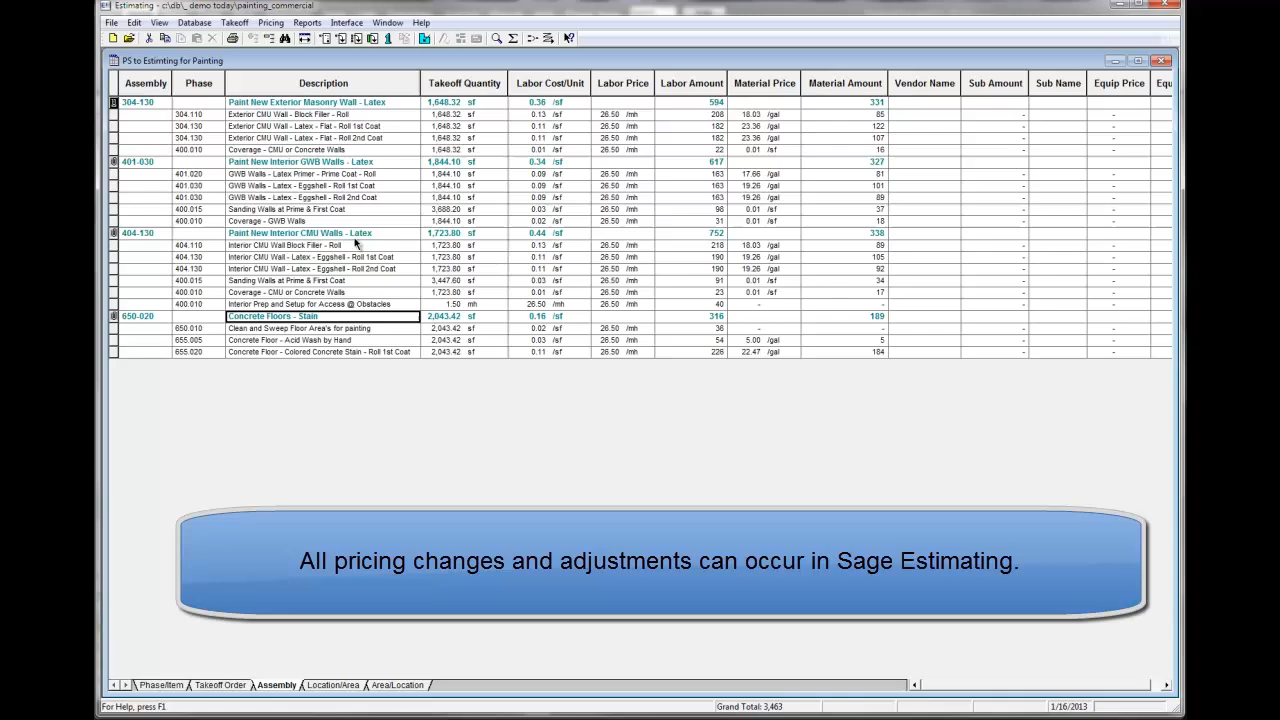 Estimating - c:\db\_ demo today\painting_commercial
File Edit View Database Takeoff Pricing Reports Interface Window Help
PS to Estimting for Painting
Assembly Phase Description Takeoff Quantity Labor Cost/Unit Labor Price Labor Amount Material Price Material Amount Vendor Name Sub Amount Sub Name Equip Price
304-130 Paint New Exterior Masonry Wall - Latex 1,648.32 sf 0.36 /sf 594 331
304.110 Exterior CMU Wall - Block Filler - Roll 1,648.32 sf 0.13 /sf 26.50 /mh 208 18.03 /gal 85 - -
304.130 Exterior CMU Wall - Latex - Flat - Roll 1st Coat 1,648.32 sf 0.11 /sf 26.50 /mh 182 23.36 /gal 122 - -
304.130 Exterior CMU Wall - Latex - Flat - Roll 2nd Coat 1,648.32 sf 0.11 /sf 26.50 /mh 182 23.36 /gal 107 - -
400.010 Coverage - CMU or Concrete Walls 1,648.32 sf 0.01 /sf 26.50 /mh 22 0.01 /sf 16 - -
401-030 Paint New Interior GWB Walls - Latex 1,844.10 sf 0.34 /sf 617 327
401.020 GWB Walls - Latex Primer - Prime Coat - Roll 1,844.10 sf 0.09 /sf 26.50 /mh 163 17.66 /gal 81 - -
401.030 GWB Walls - Latex - Eggshell - Roll 1st Coat 1,844.10 sf 0.09 /sf 26.50 /mh 163 19.26 /gal 101 - -
401.030 GWB Walls - Latex - Eggshell - Roll 2nd Coat 1,844.10 sf 0.09 /sf 26.50 /mh 163 19.26 /gal 89 - -
400.015 Sanding Walls at Prime & First Coat 3,688.20 sf 0.03 /sf 26.50 /mh 98 0.01 /sf 37 - -
400.010 Coverage - GWB Walls 1,844.10 sf 0.02 /sf 26.50 /mh 31 0.01 /sf 18 - -
404-130 Paint New Interior CMU Walls - Latex 1,723.80 sf 0.44 /sf 752 338
404.110 Interior CMU Wall Block Filler - Roll 1,723.80 sf 0.13 /sf 26.50 /mh 218 18.03 /gal 89 - -
404.130 Interior CMU Wall - Latex - Eggshell - Roll 1st Coat 1,723.80 sf 0.11 /sf 26.50 /mh 190 19.26 /gal 105 - -
404.130 Interior CMU Wall - Latex - Eggshell - Roll 2nd Coat 1,723.80 sf 0.11 /sf 26.50 /mh 190 19.26 /gal 92 - -
400.015 Sanding Walls at Prime & First Coat 3,447.60 sf 0.03 /sf 26.50 /mh 91 0.01 /sf 34 - -
400.010 Coverage - CMU or Concrete Walls 1,723.80 sf 0.01 /sf 26.50 /mh 23 0.01 /sf 17 - -
400.010 Interior Prep and Setup for Access @ Obstacles 1.50 mh 26.50 /mh 26.50 /mh 40 - - - -
650-020 Concrete Floors - Stain 2,043.42 sf 0.16 /sf 316 189
650.010 Clean and Sweep Floor Area's for painting 2,043.42 sf 0.02 /sf 26.50 /mh 36 - - - -
655.005 Concrete Floor - Acid Wash by Hand 2,043.42 sf 0.03 /sf 26.50 /mh 54 5.00 /gal 5 - -
655.020 Concrete Floor - Colored Concrete Stain - Roll 1st Coat 2,043.42 sf 0.11 /sf 26.50 /mh 226 22.47 /gal 184 - -
All pricing changes and adjustments can occur in Sage Estimating.
Phase/Item Takeoff Order Assembly Location/Area Area/Location
For Help, press F1 Grand Total: 3,463 1/16/2013